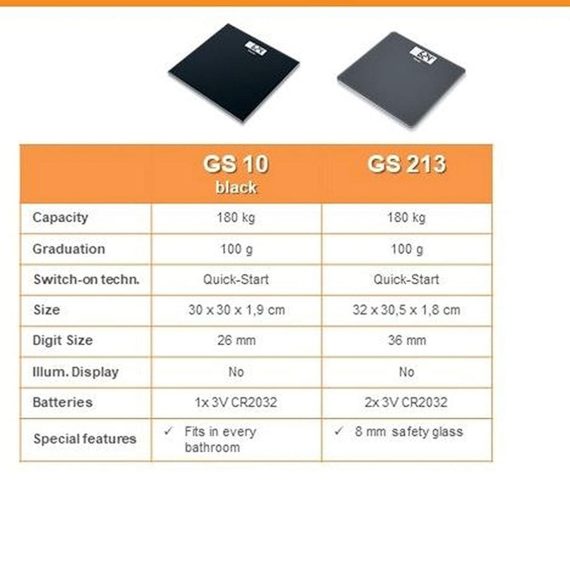 GS 10 GS 213
black
Capacity 180 kg 180 kg
Graduation 100 g 100 g
Switch-on techn. Quick-Start Quick-Start
Size 30 x 30 x 1,9 cm 32 x 30,5 x 1,8 cm
Digit Size 26 mm 36 mm
Illum. Display No No
Batteries 1x 3V CR2032 2x 3V CR2032
Special features ✓ Fits in every ✓ 8 mm safety glass
bathroom